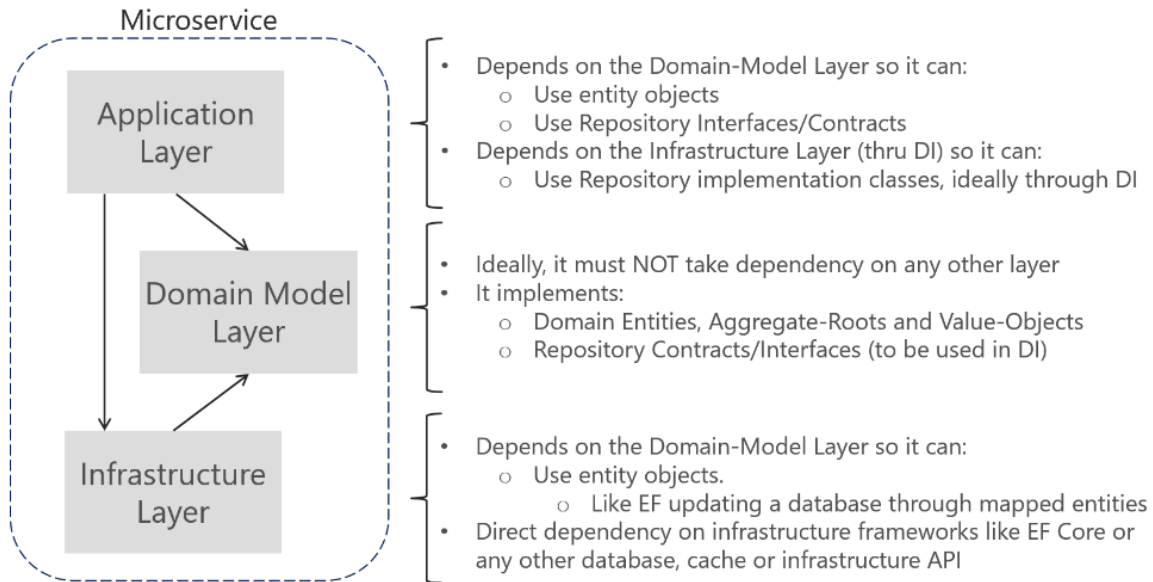 Microservice
Application
Layer
Domain Model
Layer
Infrastructure
Layer
• Depends on the Domain-Model Layer so it can:
o Use entity objects
o Use Repository Interfaces/Contracts
• Depends on the Infrastructure Layer (thru DI) so it can:
o Use Repository implementation classes, ideally through DI
• Ideally, it must NOT take dependency on any other layer
• It implements:
o Domain Entities, Aggregate-Roots and Value-Objects
o Repository Contracts/Interfaces (to be used in DI)
• Depends on the Domain-Model Layer so it can:
o Use entity objects.
o Like EF updating a database through mapped entities
• Direct dependency on infrastructure frameworks like EF Core or
any other database, cache or infrastructure API